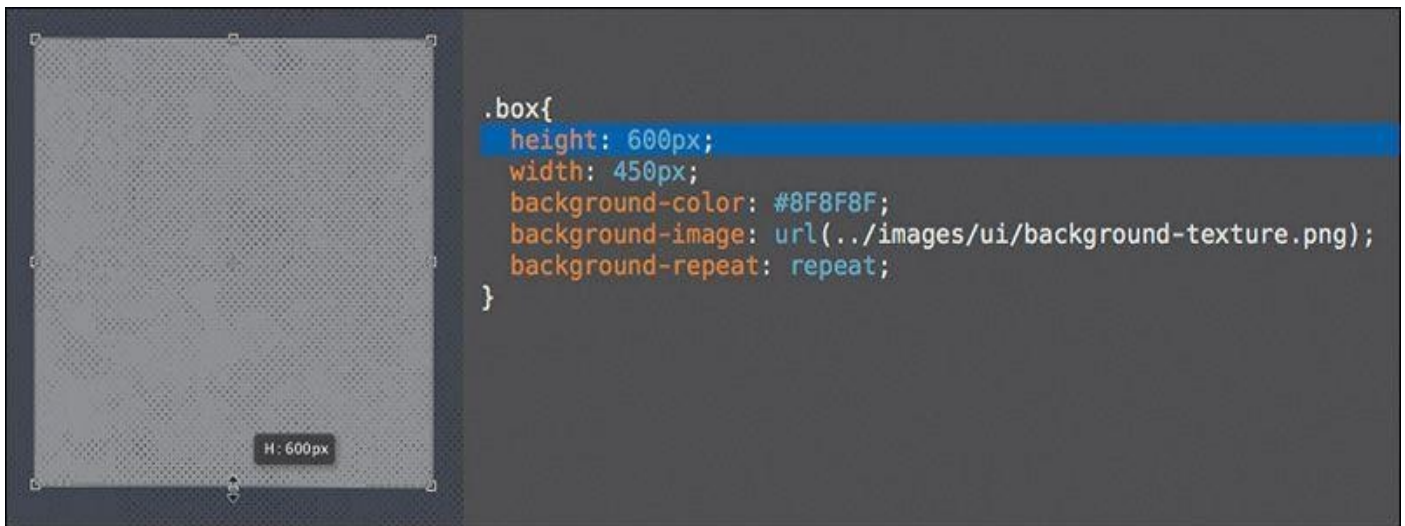 .box{
height: 600px;
width: 450px;
background-color: #8F8F8F;
background-image: url(../images/ui/background-texture.png);
background-repeat: repeat;
}
H: 600px